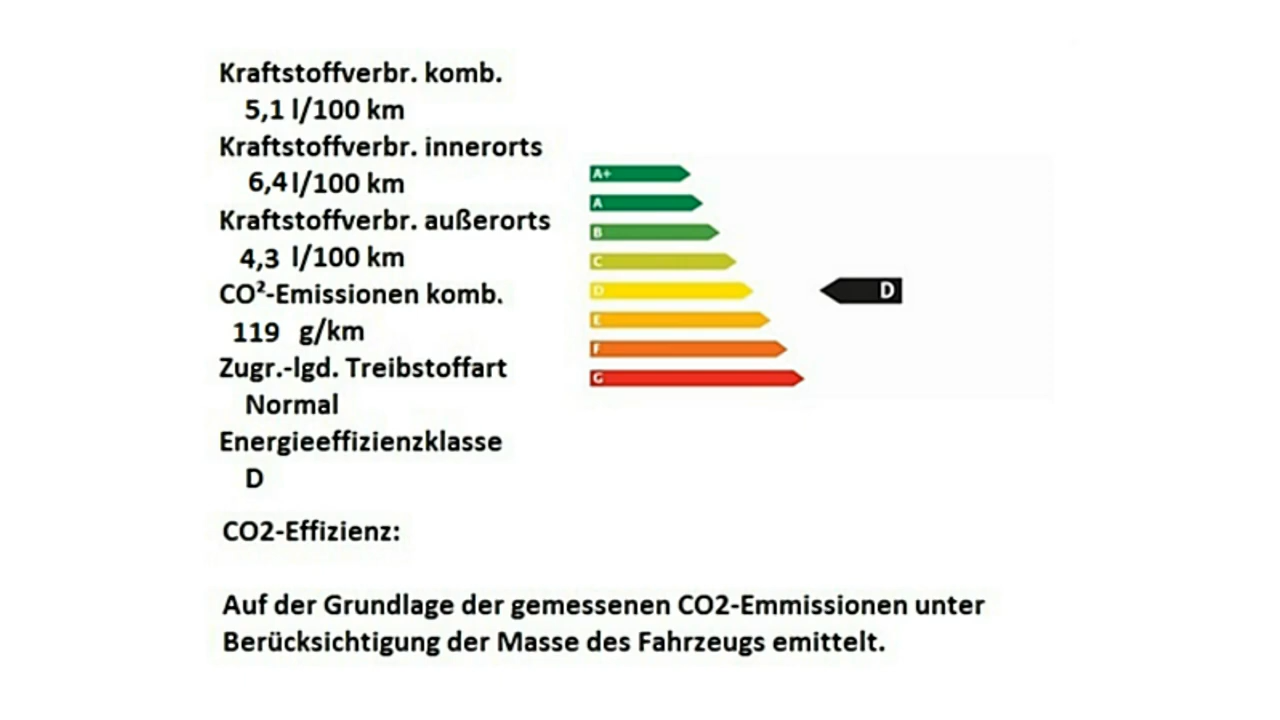 Kraftstoffverbr. komb.
5,1 l/100 km
Kraftstoffverbr. innerorts
6,4 l/100 km
Kraftstoffverbr. außerorts
4,3 l/100 km
CO²-Emissionen komb.
119 g/km
Zugr.-lgd. Treibstoffart
Normal
Energieeffizienzklasse
D
A+
A
B
C
D
E
F
G
D
CO2-Effizienz:
Auf der Grundlage der gemessenen CO2-Emmissionen unter
Berücksichtigung der Masse des Fahrzeugs emittelt.